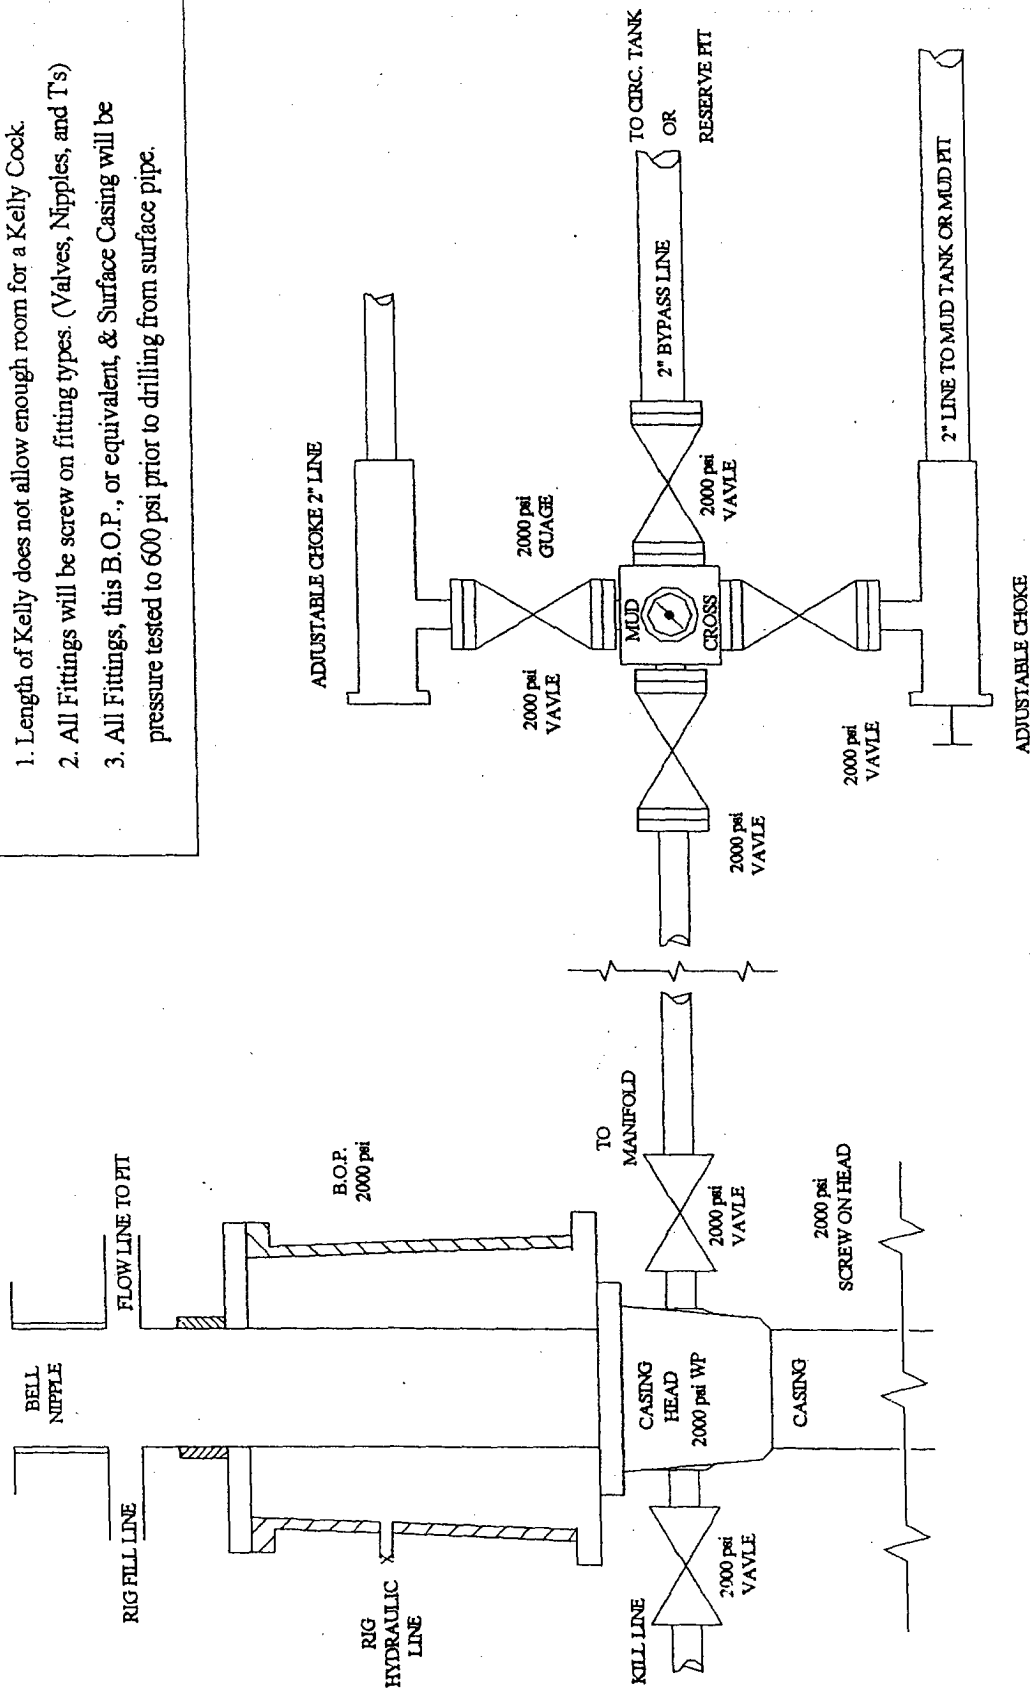 1. Length of Kelly does not allow enough room for a Kelly Cock.
2. All Fittings will be screw on fitting types. (Valves, Nipples, and T's)
3. All Fittings, this B.O.P., or equivalent, & Surface Casing will be
pressure tested to 600 psi prior to drilling from surface pipe.
BELL
NIPPLE
RIG FILL LINE
FLOW LINE TO PIT
B.O.P.
2000 psi
RIG
HYDRAULIC
LINE
KILL LINE
2000 psi
VAVLE
CASING
HEAD
2000 psi WP
CASING
TO
MANIFOLD
2000 psi
VAVLE
2000 psi
SCREW ON HEAD
ADJUSTABLE CHOKE 2" LINE
2000 psi
VAVLE
2000 psi
GUAGE
MUD
CROSS
2000 psi
VAVLE
2000 psi
VAVLE
2000 psi
VAVLE
2" BYPASS LINE
TO CIRC. TANK
OR
RESERVE PIT
2" LINE TO MUD TANK OR MUD PIT
ADJUSTABLE CHOKE